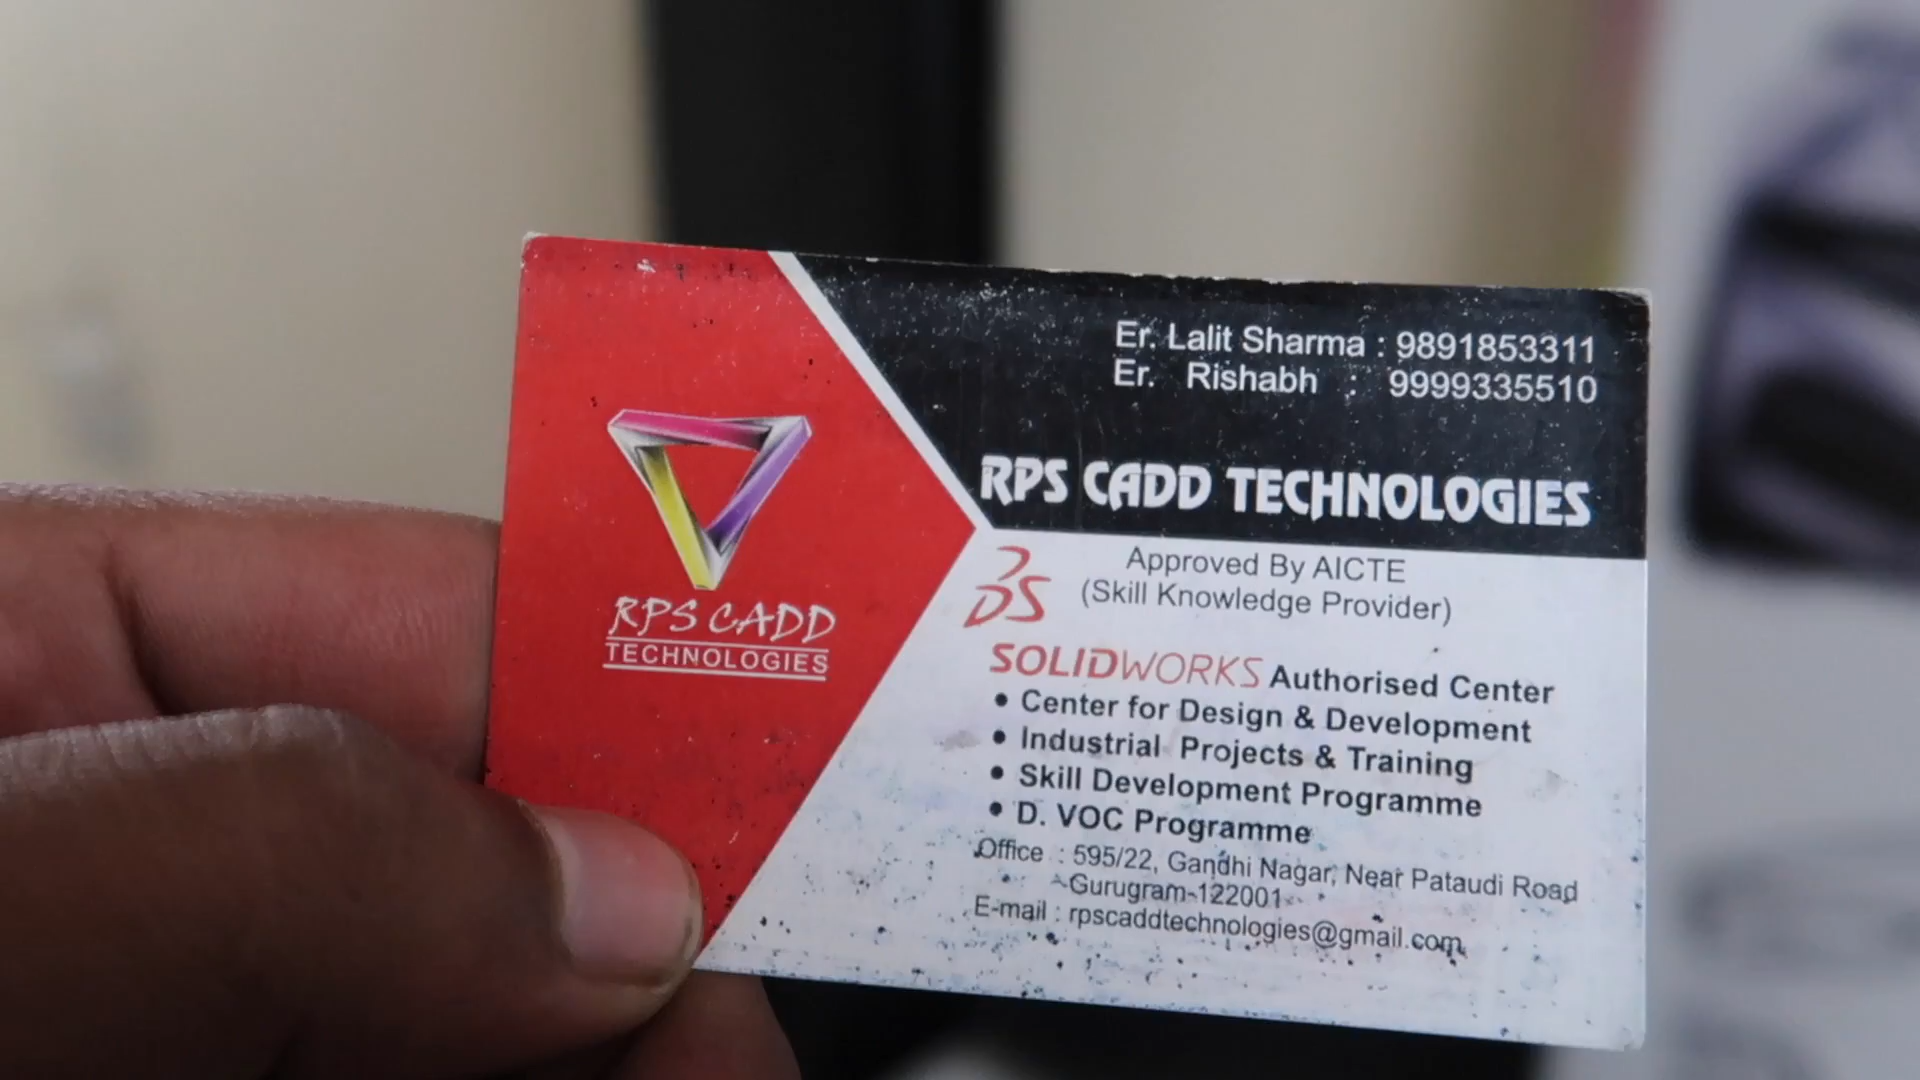 Er. Lalit Sharma : 9891853311
Er. Rishabh : 9999335510
RPS CADD TECHNOLOGIES
RPS CADD
TECHNOLOGIES
3DS
Approved By AICTE
(Skill Knowledge Provider)
SOLIDWORKS Authorised Center
• Center for Design & Development
• Industrial Projects & Training
• Skill Development Programme
• D. VOC Programme
Office : 595/22, Gandhi Nagar, Near Pataudi Road
Gurugram-122001
E-mail : rpscaddtechnologies@gmail.com